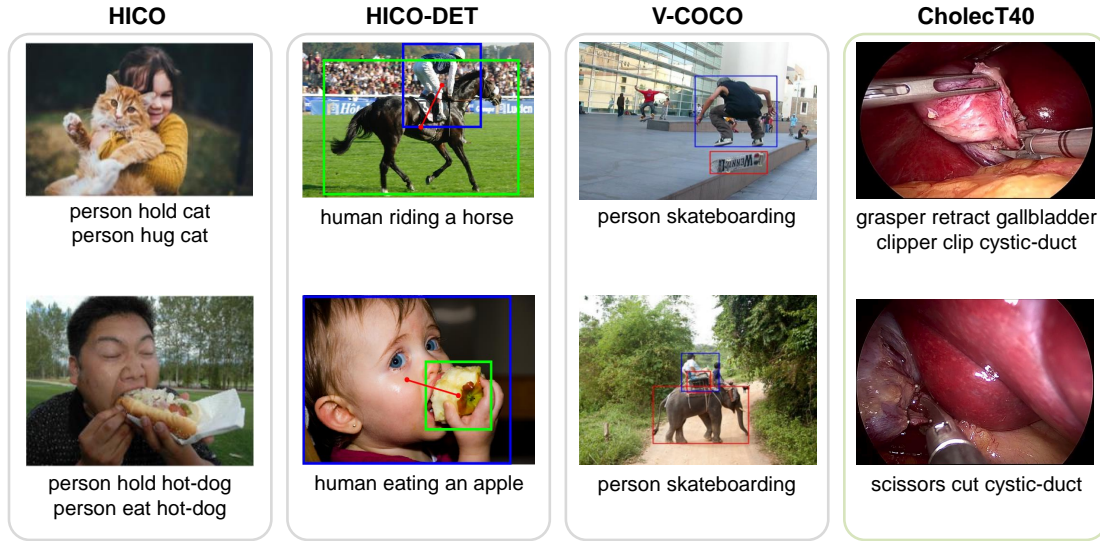 HICO
HICO-DET
V-COCO
CholecT40
person hold cat
person hug cat
human riding a horse
person skateboarding
grasper retract gallbladder
clipper clip cystic-duct
person hold hot-dog
person eat hot-dog
human eating an apple
person skateboarding
scissors cut cystic-duct